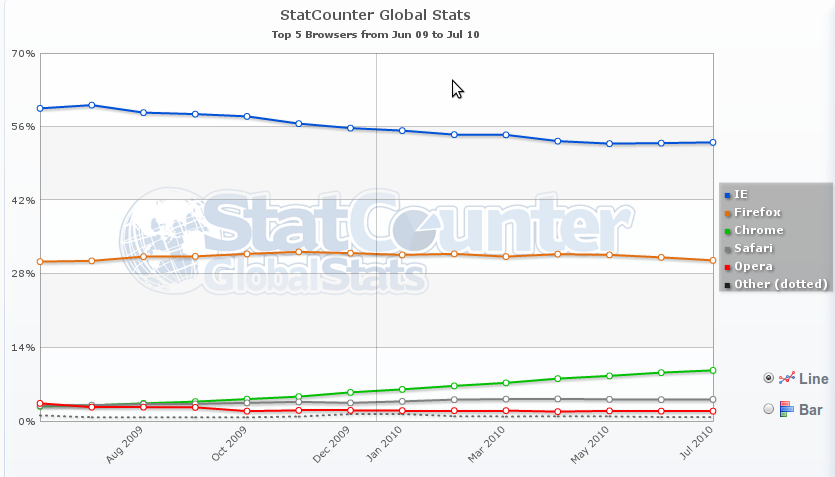 StatCounter Global Stats
Top 5 Browsers from Jun 09 to Jul 10
70%
56%
42%
28%
14%
0%
StatCounter
GlobalStats
Aug 2009
Oct 2009
Dec 2009
Jan 2010
Mar 2010
May 2010
Jul 2010
IE
Firefox
Chrome
Safari
Opera
Other (dotted)
Line
Bar